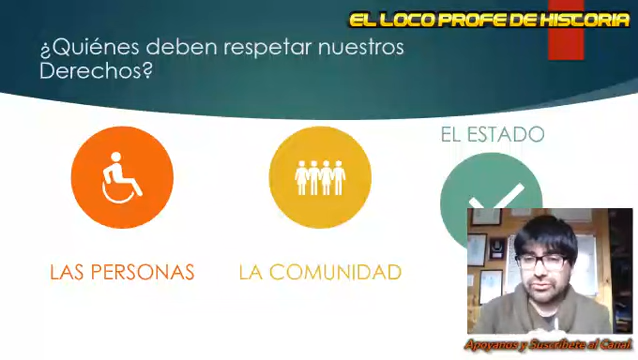 EL LOCO PROFE DE HISTORIA
¿Quiénes deben respetar nuestros
Derechos?
EL ESTADO
LAS PERSONAS
LA COMUNIDAD
Apoyanos y Suscribete al Canal.